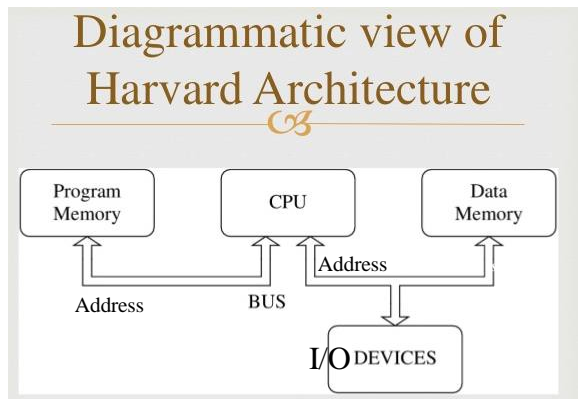 Diagrammatic view of
Harvard Architecture
Program
Memory
CPU
Data
Memory
Address
Address
BUS
I/O DEVICES